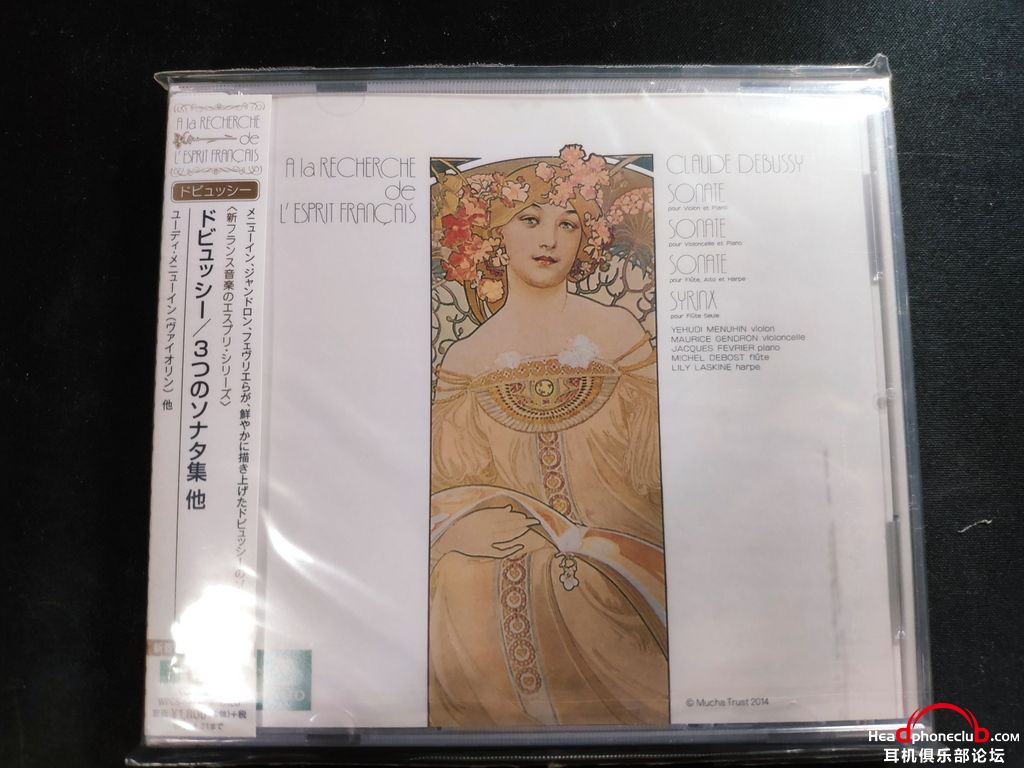 A la RECHERCHE
de
L'ESPRIT FRANÇAIS
ドビュッシー
メニューイン、ジャンドロン、フェヴリエらが、鮮やかに描き上げたドビュッシーの
〈新フランス音楽のエスプリ・シリーズ〉
ドビュッシー/3つのソナタ集 他
ユーディ・メニューイン(ヴァイオリン) 他
A la RECHERCHE
de
L'ESPRIT FRANÇAIS
CLAUDE DEBUSSY
SONATE
pour Violon et Piano
SONATE
pour Violoncelle et Piano
SONATE
pour Flûte, Alto et Harpe
SYRINX
pour Flûte Seule
YEHUDI MENUHIN violon
MAURICE GENDRON violoncelle
JACQUES FEVRIER piano
MICHEL DEBOST flûte
LILY LASKINE harpe
© Mucha Trust 2014
+税
まで
HeadphoneClub.com
耳机俱乐部论坛